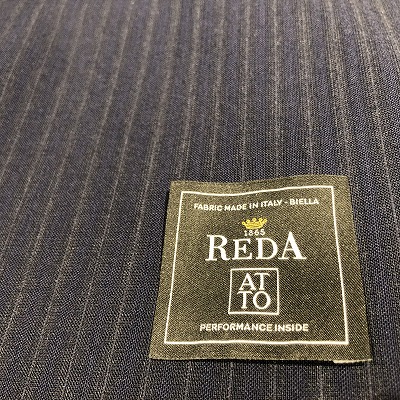 FABRIC MADE IN ITALY - BIELLA
1865
REDA
AT
TO
PERFORMANCE INSIDE